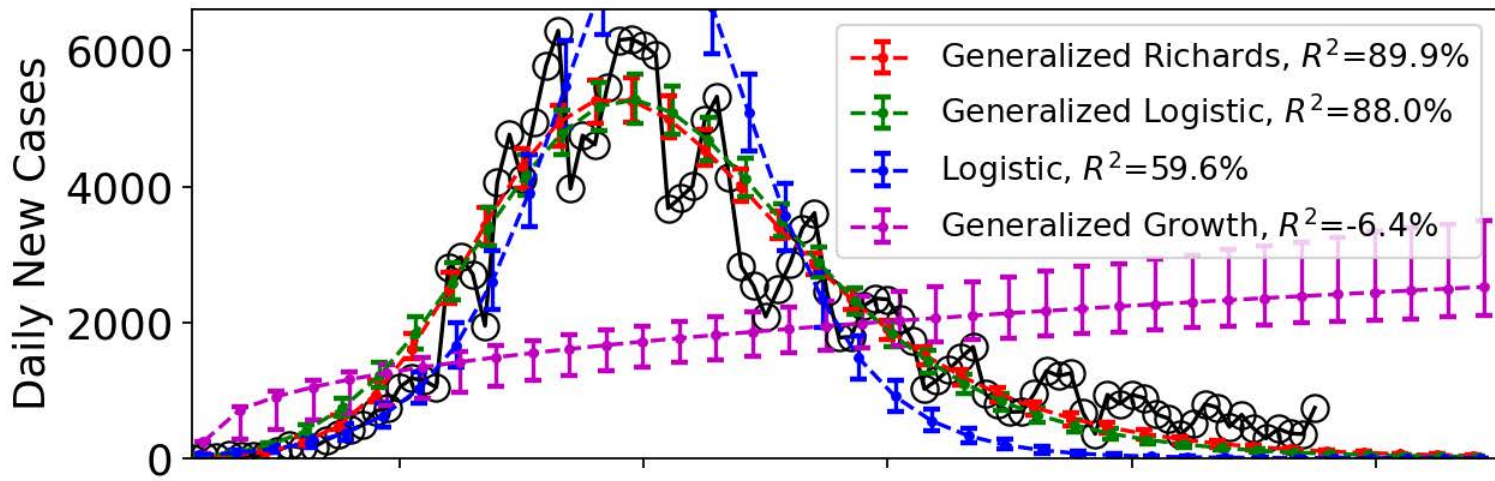 Daily New Cases
6000
4000
2000
0
Generalized Richards, R²=89.9%
Generalized Logistic, R²=88.0%
Logistic, R²=59.6%
Generalized Growth, R²=-6.4%